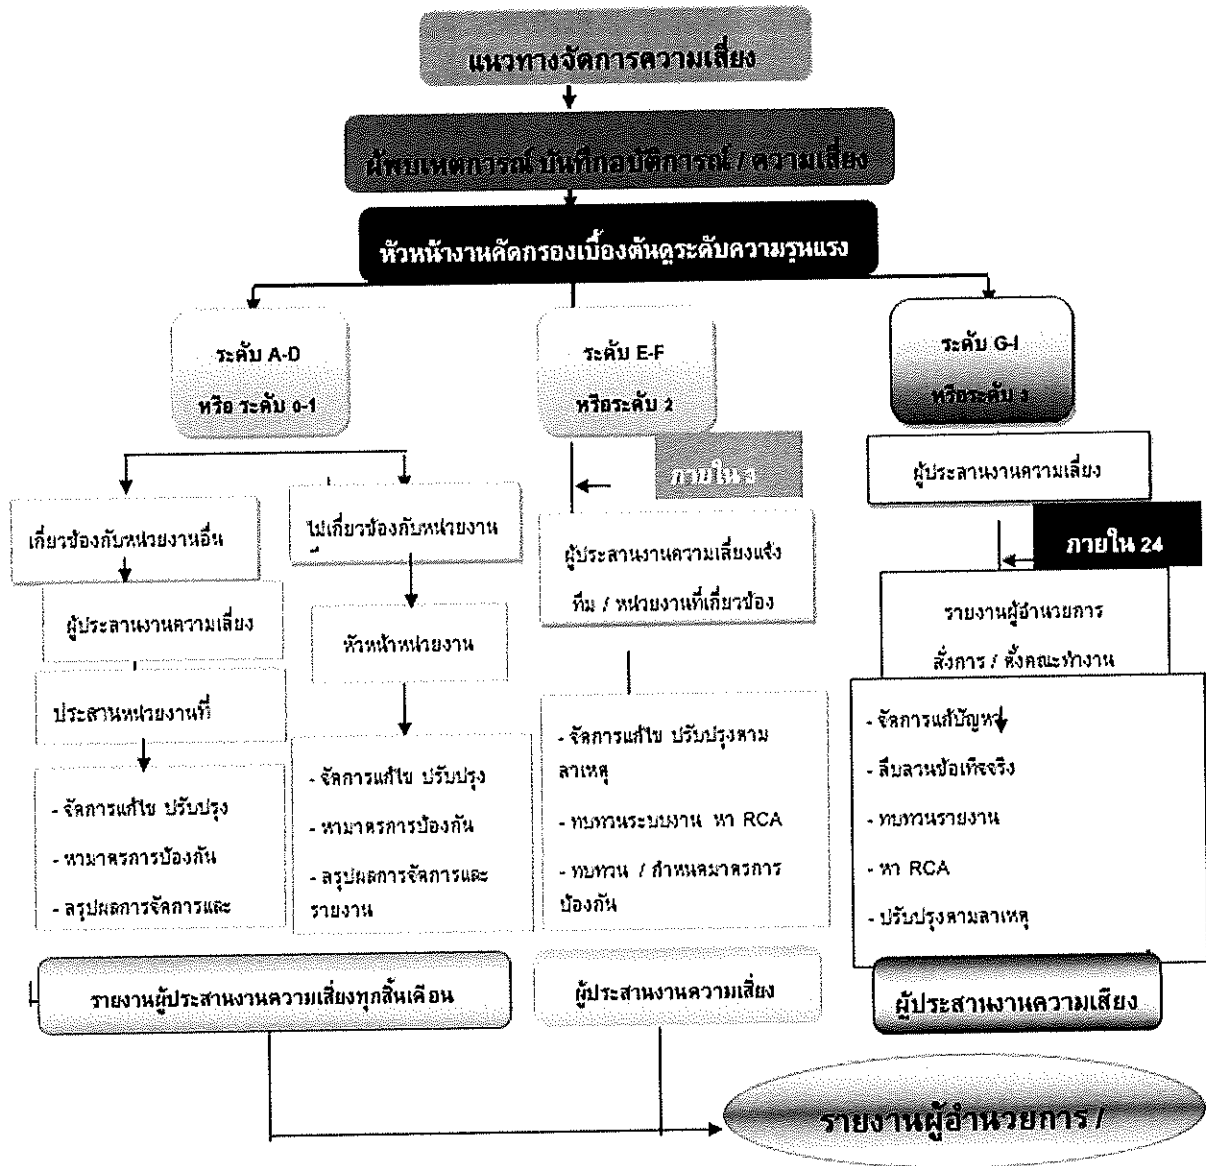 แนวทางจัดการความเสี่ยง
ผู้พบเหตุการณ์ บันทึกอุบัติการณ์ / ความเสี่ยง
หัวหน้างานคัดกรองเบื้องต้นดูระดับความรุนแรง
ระดับ A-D
หรือ ระดับ 0-1
ระดับ E-F
หรือระดับ 2
ระดับ G-I
หรือระดับ 3
ภายใน 3
ผู้ประสานงานความเสี่ยง
ภายใน 24
เกี่ยวข้องกับหน่วยงานอื่น
ไม่เกี่ยวข้องกับหน่วยงาน
ผู้ประสานงานความเสี่ยงแจ้ง
ทีม / หน่วยงานที่เกี่ยวข้อง
ผู้ประสานงานความเสี่ยง
หัวหน้าหน่วยงาน
รายงานผู้อำนวยการ
สั่งการ / ตั้งคณะทำงาน
ประสานหน่วยงานที่
- จัดการแก้ไข ปรับปรุง
- หามาตรการป้องกัน
- สรุปผลการจัดการและ
- จัดการแก้ไข ปรับปรุง
- หามาตรการป้องกัน
- สรุปผลการจัดการและ
รายงาน
- จัดการแก้ไข ปรับปรุงตาม
สาเหตุ
- ทบทวนระบบงาน หา RCA
- ทบทวน / กำหนดมาตรการ
ป้องกัน
- จัดการแก้ปัญหา
- สืบสวนข้อเท็จจริง
- ทบทวนรายงาน
- หา RCA
- ปรับปรุงตามสาเหตุ
รายงานผู้ประสานงานความเสี่ยงทุกสิ้นเดือน
ผู้ประสานงานความเสี่ยง
ผู้ประสานงานความเสี่ยง
รายงานผู้อำนวยการ /